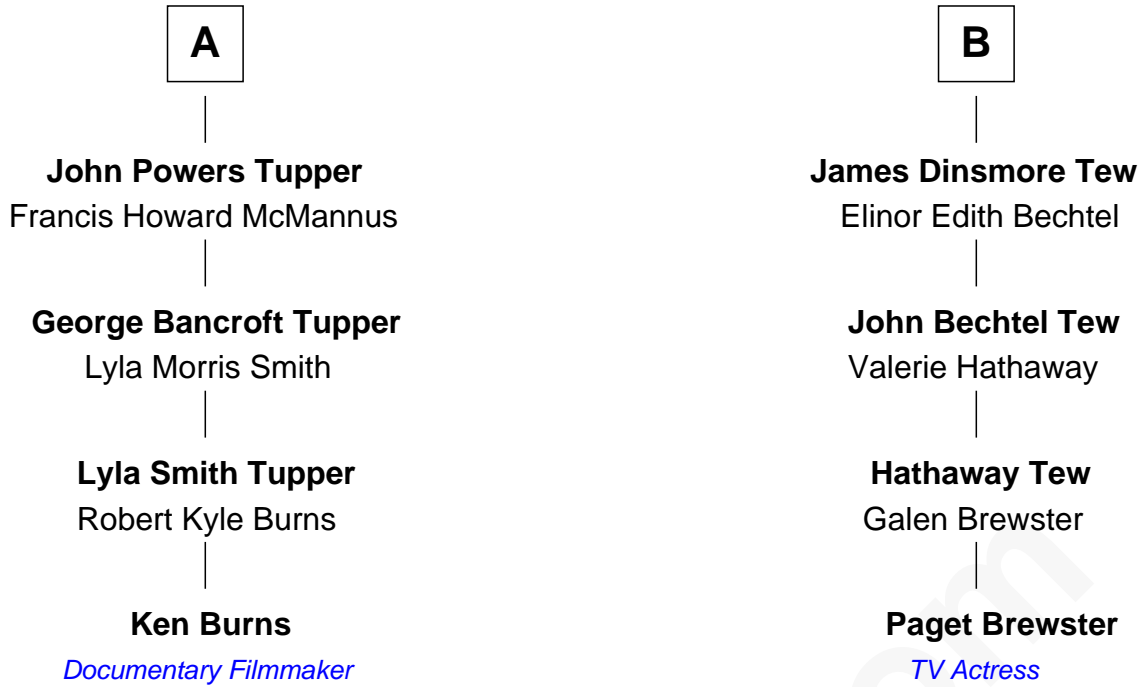 A
John Powers Tupper
Francis Howard McMannus
George Bancroft Tupper
Lyla Morris Smith
Lyla Smith Tupper
Robert Kyle Burns
Ken Burns
Documentary Filmmaker
B
James Dinsmore Tew
Elinor Edith Bechtel
John Bechtel Tew
Valerie Hathaway
Hathaway Tew
Galen Brewster
Paget Brewster
TV Actress